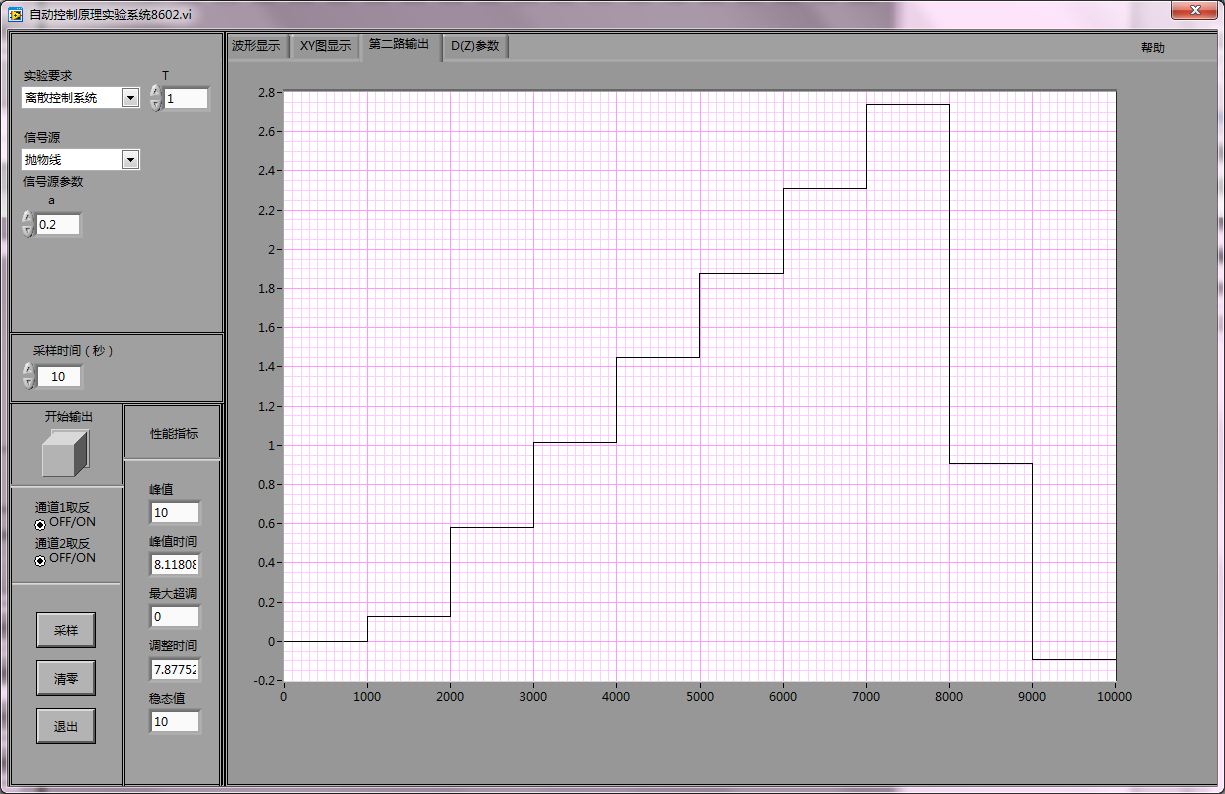 自动控制原理实验系统8602.vi
波形显示 XY图显示 第二路输出 D(Z)参数 帮助
实验要求 T
离散控制系统 1
信号源
抛物线
信号源参数
a
0.2
采样时间（秒）
10
开始输出
性能指标
通道1取反
OFF/ON
通道2取反
OFF/ON
采样
清零
退出
峰值
10
峰值时间
8.11808
最大超调
0
调整时间
7.87752
稳态值
10
2.8
2.6
2.4
2.2
2
1.8
1.6
1.4
1.2
1
0.8
0.6
0.4
0.2
0
-0.2
0 1000 2000 3000 4000 5000 6000 7000 8000 9000 10000